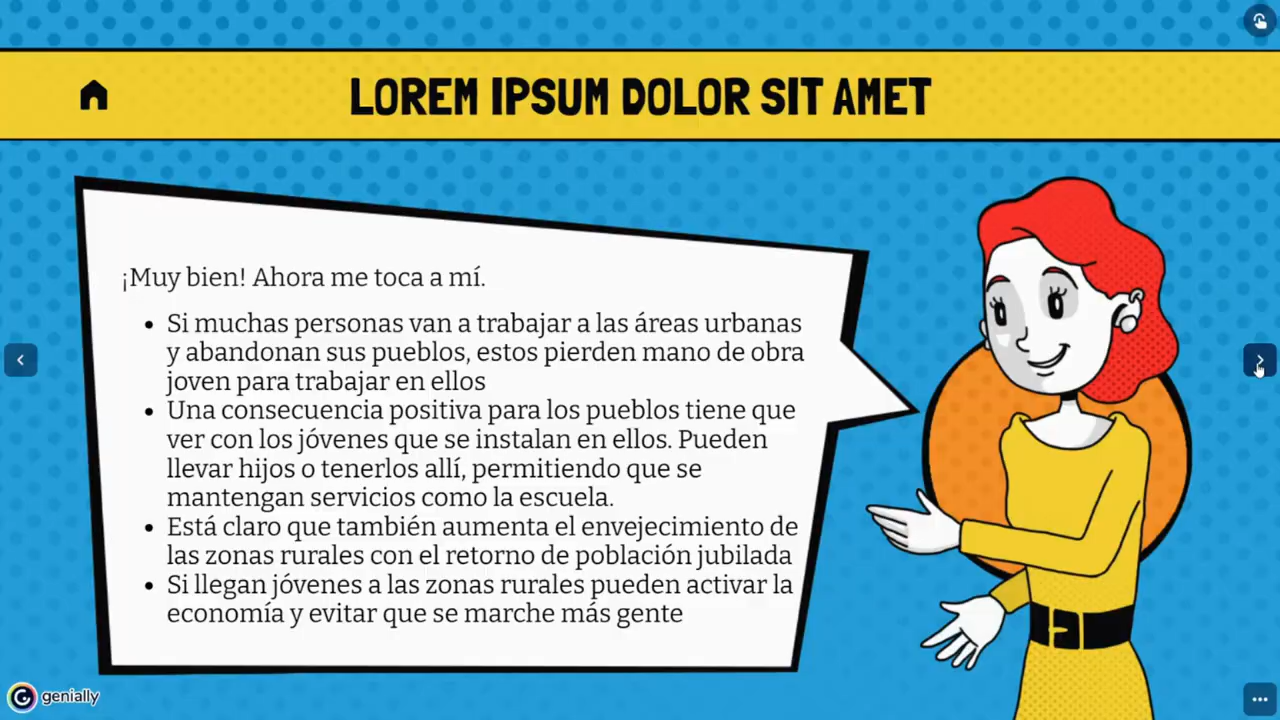 LOREM IPSUM DOLOR SIT AMET
¡Muy bien! Ahora me toca a mí.
• Si muchas personas van a trabajar a las áreas urbanas
y abandonan sus pueblos, estos pierden mano de obra
joven para trabajar en ellos
• Una consecuencia positiva para los pueblos tiene que
ver con los jóvenes que se instalan en ellos. Pueden
llevar hijos o tenerlos allí, permitiendo que se
mantengan servicios como la escuela.
• Está claro que también aumenta el envejecimiento de
las zonas rurales con el retorno de población jubilada
• Si llegan jóvenes a las zonas rurales pueden activar la
economía y evitar que se marche más gente
genially